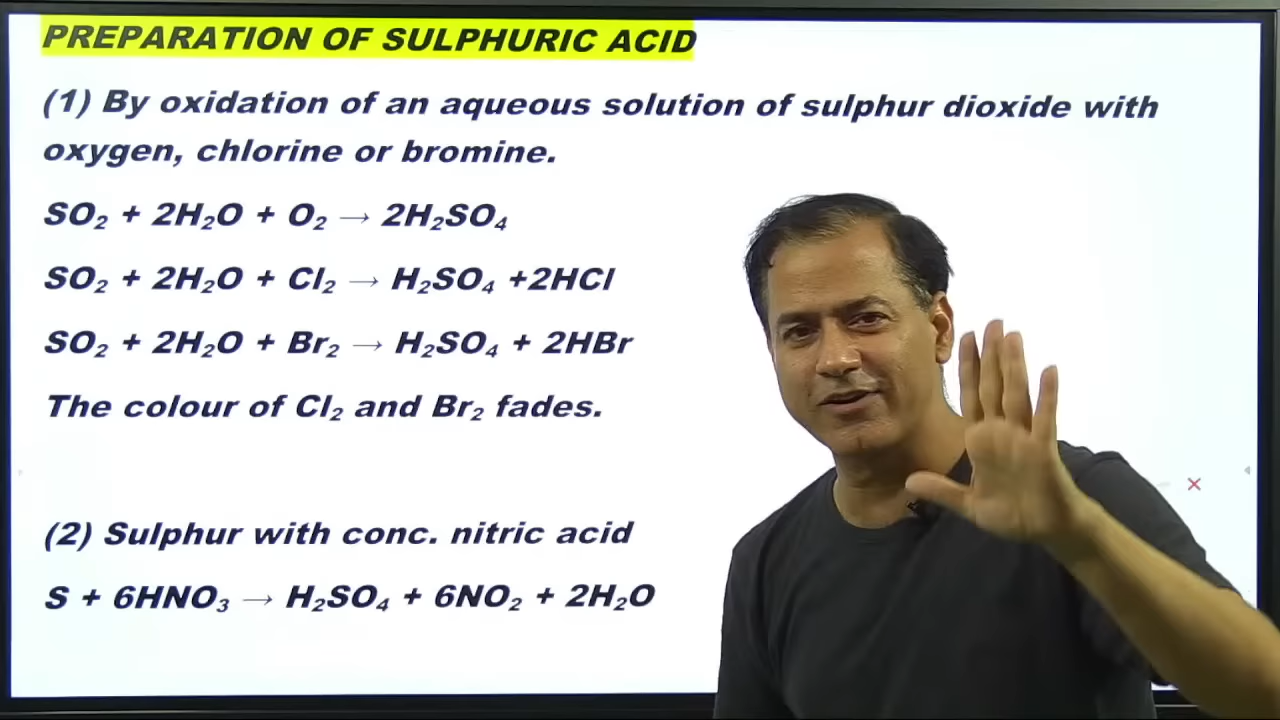 PREPARATION OF SULPHURIC ACID
(1) By oxidation of an aqueous solution of sulphur dioxide with
oxygen, chlorine or bromine.
SO₂ + 2H₂O + O₂ → 2H₂SO₄
SO₂ + 2H₂O + Cl₂ → H₂SO₄ +2HCl
SO₂ + 2H₂O + Br₂ → H₂SO₄ + 2HBr
The colour of Cl₂ and Br₂ fades.
(2) Sulphur with conc. nitric acid
S + 6HNO₃ → H₂SO₄ + 6NO₂ + 2H₂O